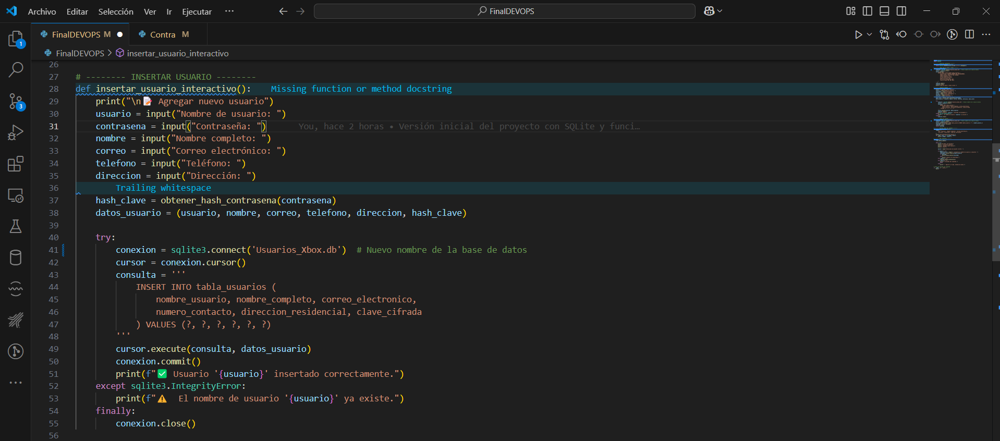 Archivo Editar Selección Ver Ir Ejecutar ···
FinalDEVOPS
FinalDEVOPS M
Contra M
1
3
FinalDEVOPS > insertar_usuario_interactivo
26
27 # -------- INSERTAR USUARIO --------
28 def insertar_usuario_interactivo(): Missing function or method docstring
29 print("\n📝 Agregar nuevo usuario")
30 usuario = input("Nombre de usuario: ")
31 contrasena = input("Contraseña: ") You, hace 2 horas • Versión inicial del proyecto con SQLite y funci…
32 nombre = input("Nombre completo: ")
33 correo = input("Correo electrónico: ")
34 telefono = input("Teléfono: ")
35 direccion = input("Dirección: ")
36 Trailing whitespace
37 hash_clave = obtener_hash_contrasena(contrasena)
38 datos_usuario = (usuario, nombre, correo, telefono, direccion, hash_clave)
39
40 try:
41 conexion = sqlite3.connect('Usuarios_Xbox.db') # Nuevo nombre de la base de datos
42 cursor = conexion.cursor()
43 consulta = '''
44 INSERT INTO tabla_usuarios (
45 nombre_usuario, nombre_completo, correo_electronico,
46 numero_contacto, direccion_residencial, clave_cifrada
47 ) VALUES (?, ?, ?, ?, ?, ?)
48 '''
49 cursor.execute(consulta, datos_usuario)
50 conexion.commit()
51 print(f"✅ Usuario '{usuario}' insertado correctamente.")
52 except sqlite3.IntegrityError:
53 print(f"⚠️ El nombre de usuario '{usuario}' ya existe.")
54 finally:
55 conexion.close()
56